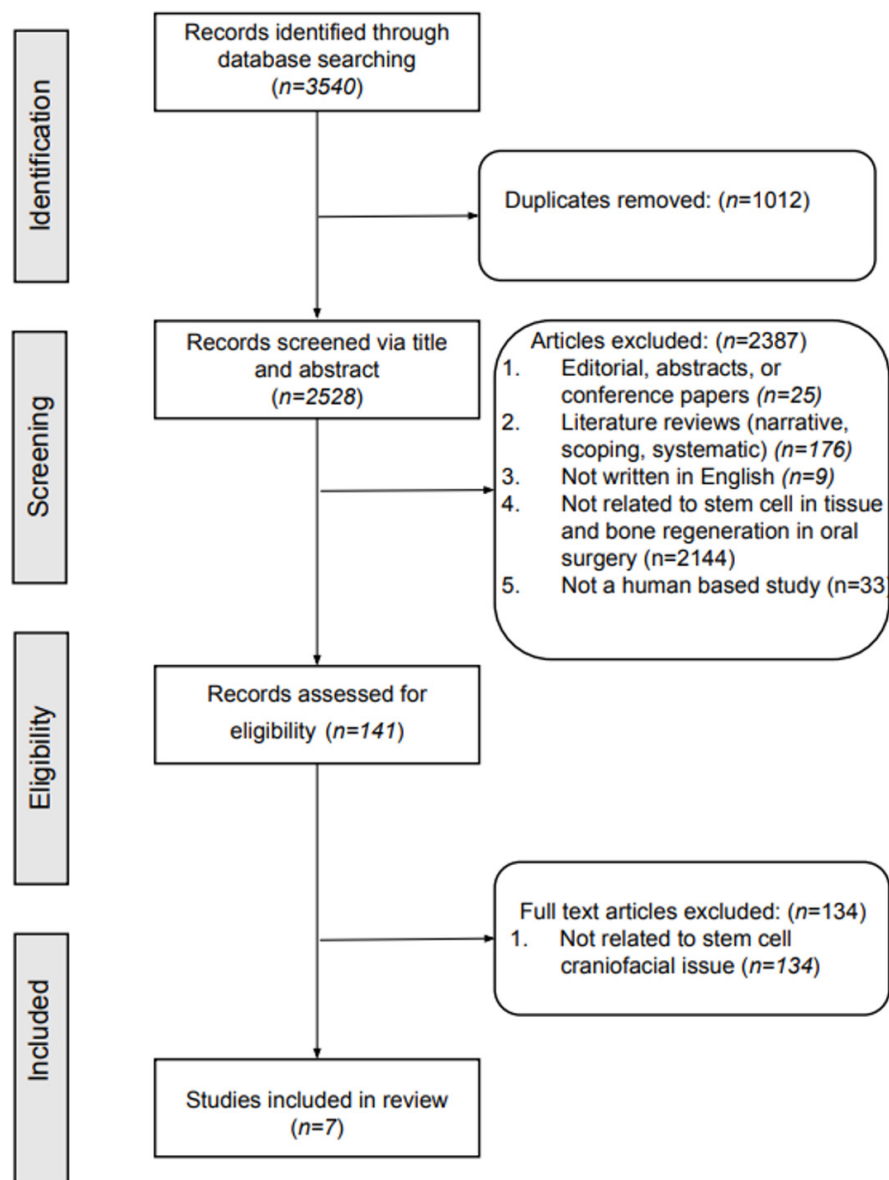 Identification
Records identified through
database searching
(n=3540)
Duplicates removed: (n=1012)
Screening
Records screened via title
and abstract
(n=2528)
Articles excluded: (n=2387)
1. Editorial, abstracts, or
conference papers (n=25)
2. Literature reviews (narrative,
scoping, systematic) (n=176)
3. Not written in English (n=9)
4. Not related to stem cell in tissue
and bone regeneration in oral
surgery (n=2144)
5. Not a human based study (n=33)
Eligibility
Records assessed for
eligibility (n=141)
Full text articles excluded: (n=134)
1. Not related to stem cell
craniofacial issue (n=134)
Included
Studies included in review
(n=7)